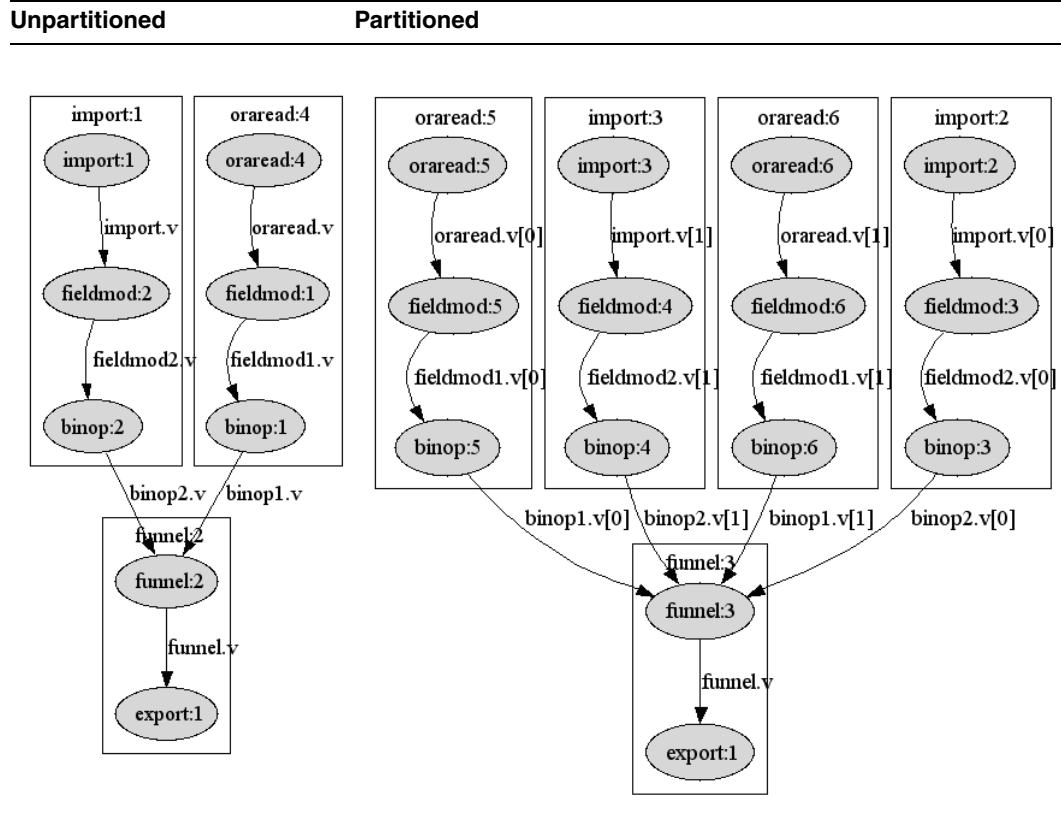 Unpartitioned Partitioned
import:1 oraread:4 oraread:5 import:3 oraread:6 import:2
import:1 oraread:4 oraread:5 import:3 oraread:6 import:2
import.v oraread.v oraread.v[0] import.v[1] oraread.v[1] import.v[0]
fieldmod:2 fieldmod:1 fieldmod:5 fieldmod:4 fieldmod:6 fieldmod:3
fieldmod2.v fieldmod1.v fieldmod1.v[0] fieldmod2.v[1] fieldmod1.v[1] fieldmod2.v[0]
binop:2 binop:1 binop:5 binop:4 binop:6 binop:3
binop2.v binop1.v binop1.v[0] binop2.v[1] binop1.v[1] binop2.v[0]
funnel:2 funnel:3
funnel:2 funnel:3
funnel.v funnel.v
export:1 export:1